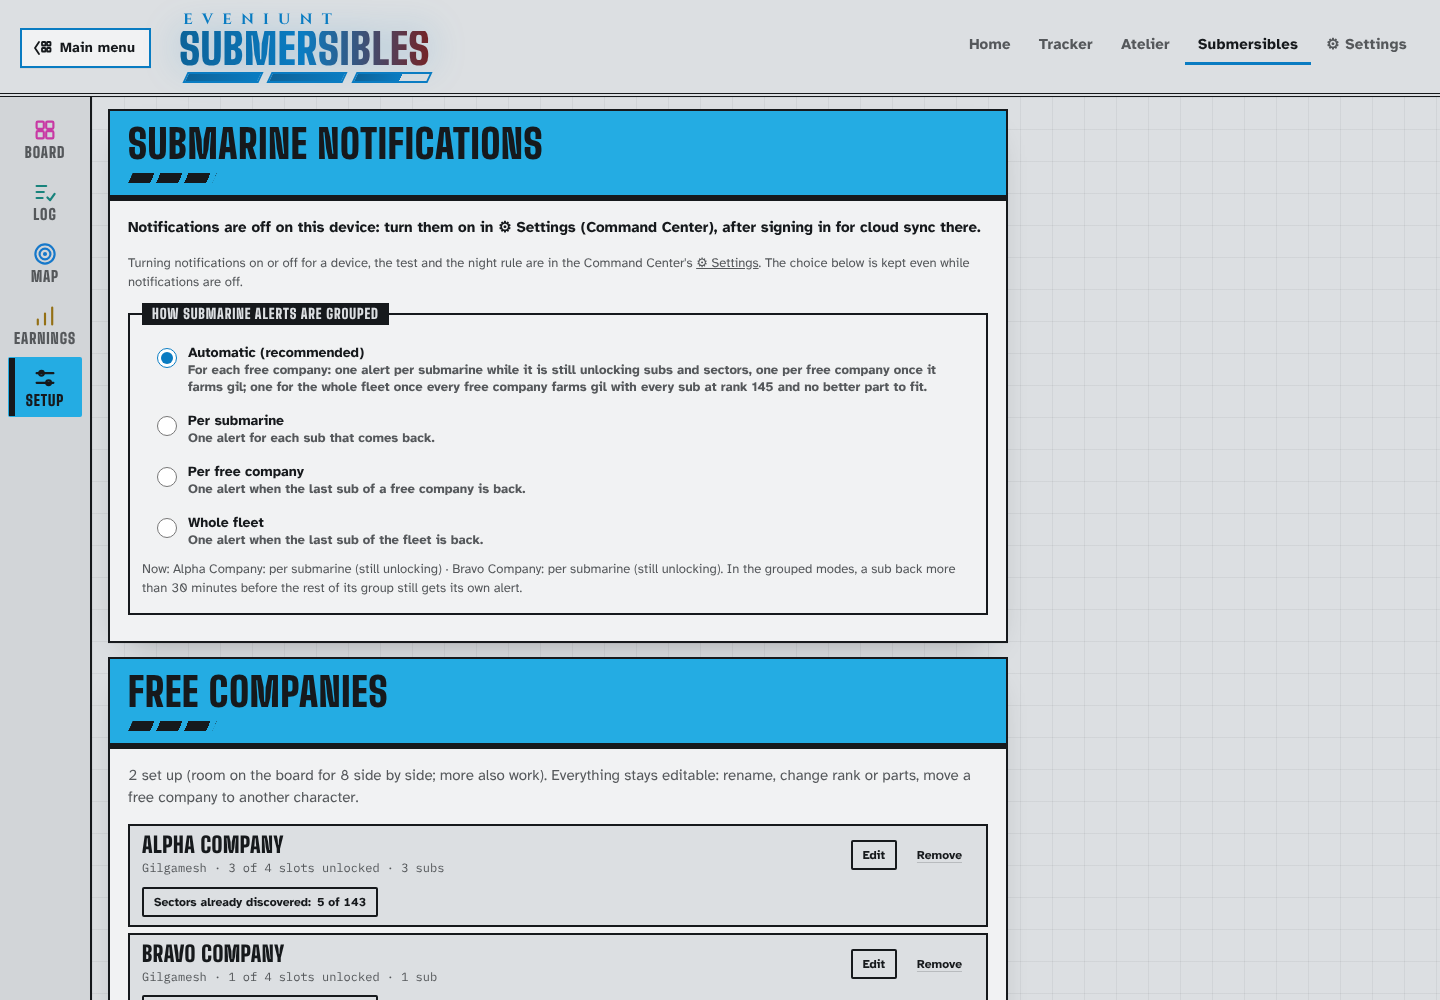 Main menu
EVENIUNT
SUBMERSIBLES
Home
Tracker
Atelier
Submersibles
⚙ Settings
BOARD
LOG
MAP
EARNINGS
SETUP
SUBMARINE NOTIFICATIONS
Notifications are off on this device: turn them on in ⚙ Settings (Command Center), after signing in for cloud sync there.
Turning notifications on or off for a device, the test and the night rule are in the Command Center's ⚙ Settings. The choice below is kept even while
notifications are off.
HOW SUBMARINE ALERTS ARE GROUPED
Automatic (recommended)
For each free company: one alert per submarine while it is still unlocking subs and sectors, one per free company once it
farms gil; one for the whole fleet once every free company farms gil with every sub at rank 145 and no better part to fit.
Per submarine
One alert for each sub that comes back.
Per free company
One alert when the last sub of a free company is back.
Whole fleet
One alert when the last sub of the fleet is back.
Now: Alpha Company: per submarine (still unlocking) · Bravo Company: per submarine (still unlocking). In the grouped modes, a sub back more
than 30 minutes before the rest of its group still gets its own alert.
FREE COMPANIES
2 set up (room on the board for 8 side by side; more also work). Everything stays editable: rename, change rank or parts, move a
free company to another character.
ALPHA COMPANY
Gilgamesh · 3 of 4 slots unlocked · 3 subs
Edit
Remove
Sectors already discovered: 5 of 143
BRAVO COMPANY
Gilgamesh · 1 of 4 slots unlocked · 1 sub
Edit
Remove